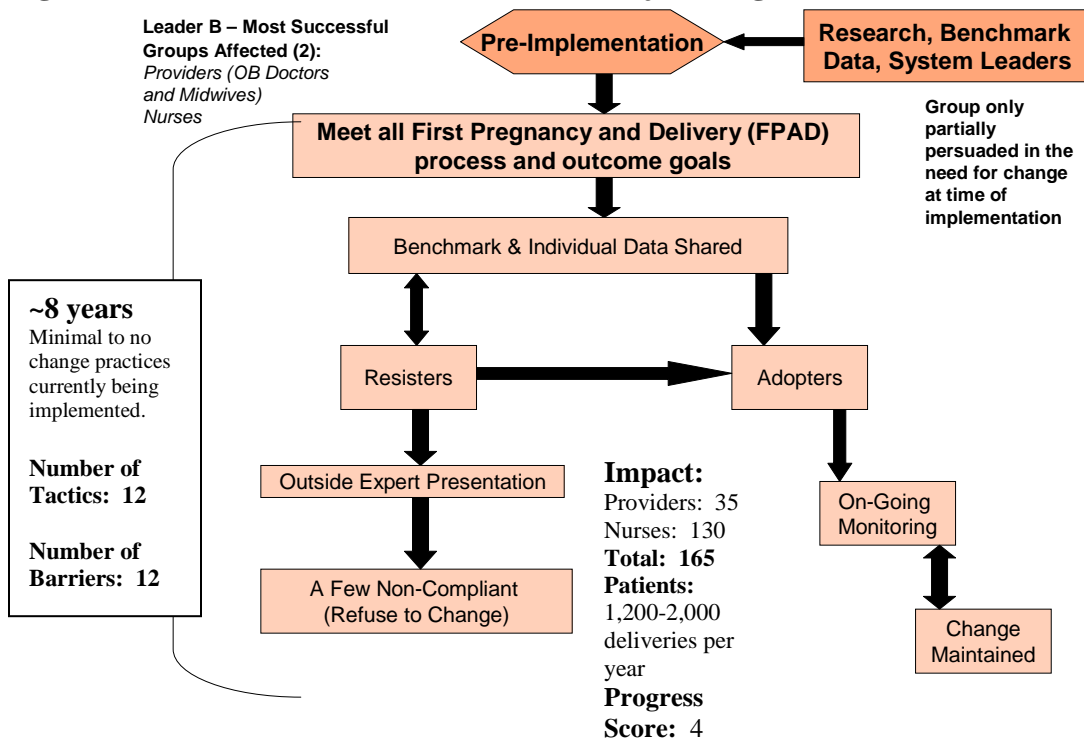 Leader B – Most Successful
Groups Affected (2):
Providers (OB Doctors
and Midwives)
Nurses
Pre-Implementation
Research, Benchmark
Data, System Leaders
Group only
partially
persuaded in the
need for change
at time of
implementation
Meet all First Pregnancy and Delivery (FPAD)
process and outcome goals
Benchmark & Individual Data Shared
~8 years
Minimal to no
change practices
currently being
implemented.
Number of
Tactics: 12
Number of
Barriers: 12
Resisters
Adopters
Outside Expert Presentation
A Few Non-Compliant
(Refuse to Change)
Impact:
Providers: 35
Nurses: 130
Total: 165
Patients:
1,200-2,000
deliveries per
year
Progress
Score: 4
On-Going
Monitoring
Change
Maintained